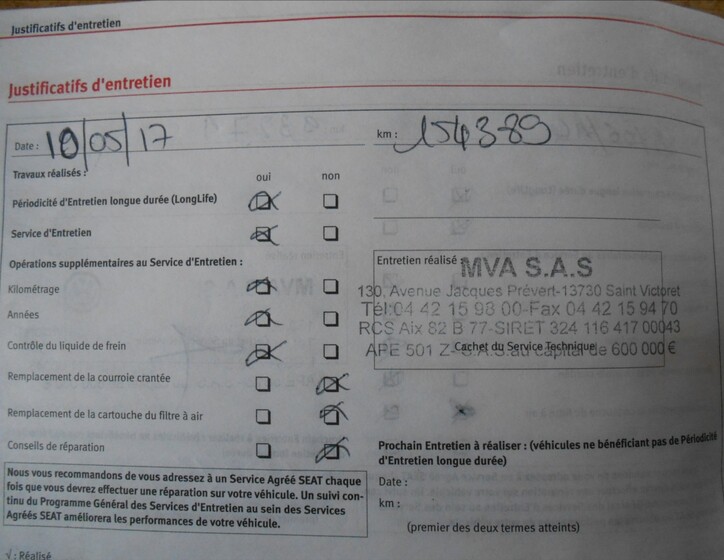 Justificatifs d'entretien
Justificatifs d'entretien
Date : 10/05/17 km : 154389
Travaux réalisés : oui non
Périodicité d'Entretien longue durée (LongLife)
Service d'Entretien
Opérations supplémentaires au Service d'Entretien :
Kilométrage
Années
Contrôle du liquide de frein
Remplacement de la courroie crantée
Remplacement de la cartouche du filtre à air
Conseils de réparation
Nous vous recommandons de vous adressez à un Service Agréé SEAT chaque
fois que vous devrez effectuer une réparation sur votre véhicule. Un suivi con-
tinu du Programme Général des Services d'Entretien au sein des Services
Agréés SEAT améliorera les performances de votre véhicule.
√ : Réalisé
Entretien réalisé
MVA S.A.S
130, Avenue Jacques Prévert-13730 Saint Victoret
Tél:04 42 15 98 00-Fax 04 42 15 94 70
RCS Aix 82 B 77-SIRET 324 116 417 00043
APE 501 Z- S.A.S au capital de 600 000 €
Cachet du Service Technique
Prochain Entretien à réaliser : (véhicules ne bénéficiant pas de Périodicité
d'Entretien longue durée)
Date :
km :
(premier des deux termes atteints)